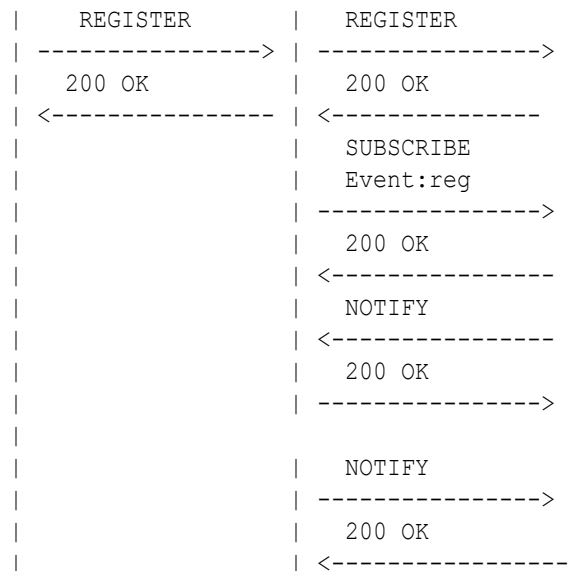 |    REGISTER        |   REGISTER
| ----------------> | ----------------->
|   200 OK           |   200 OK
| <---------------- | <---------------
|                    |   SUBSCRIBE
|                    |   Event:reg
|                    | ----------------->
|                    |   200 OK
|                    | <----------------
|                    |   NOTIFY
|                    | <----------------
|                    |   200 OK
|                    | ----------------->
|
|                    |   NOTIFY
|                    | ----------------->
|                    |   200 OK
|                    | <-----------------